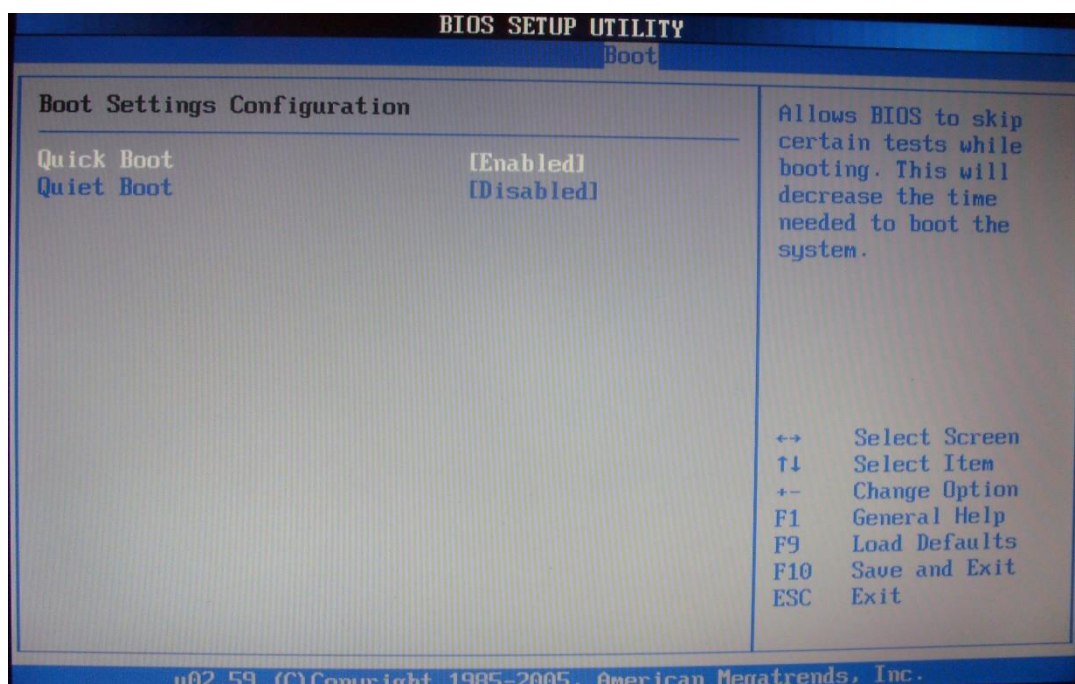 BIOS SETUP UTILITY
Boot
Boot Settings Configuration
Quick Boot [Enabled]
Quiet Boot [Disabled]
Allows BIOS to skip
certain tests while
booting. This will
decrease the time
needed to boot the
system.
←→ Select Screen
↑↓ Select Item
+- Change Option
F1 General Help
F9 Load Defaults
F10 Save and Exit
ESC Exit
v02.59 (C)Copyright 1985-2005, American Megatrends, Inc.